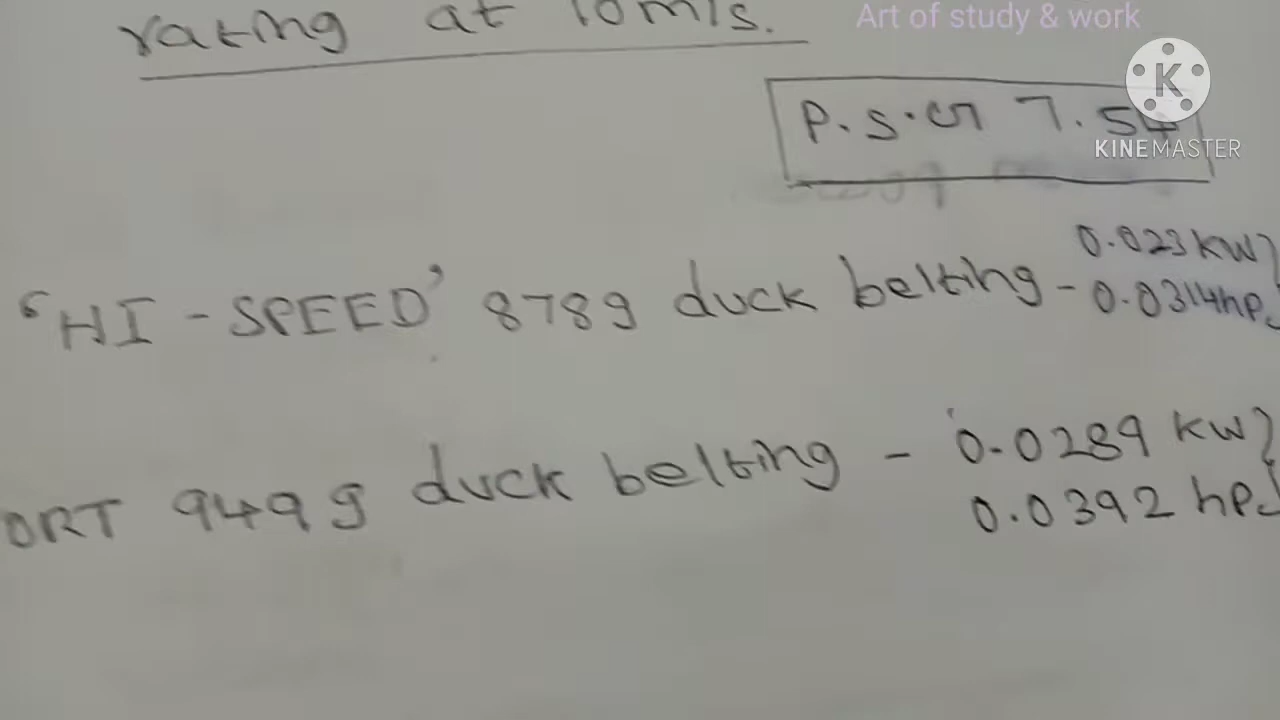 rating at 10m/s.
Art of study & work
K
KINEMASTER
P.S.G 7.54
0.023 KW
'HI-SPEED' 878g duck belting - 0.0314hp
ORT 949 g duck belting - 0.0289 KW
0.0392 hp